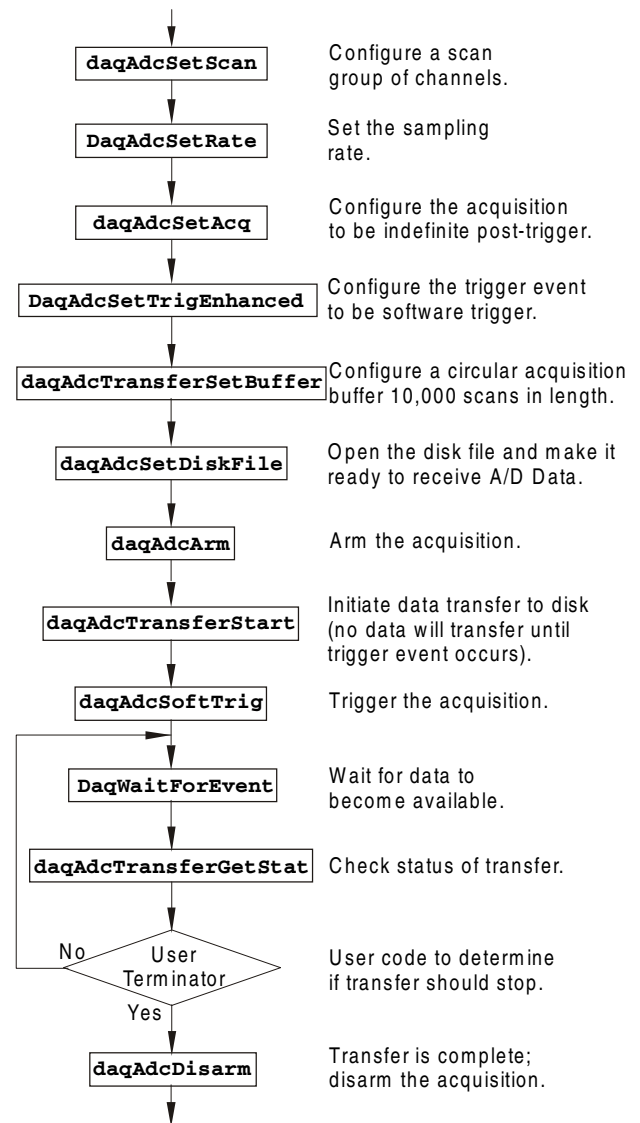 daqAdcSetScan
Configure a scan
group of channels.
DaqAdcSetRate
Set the sampling
rate.
daqAdcSetAcq
Configure the acquisition
to be indefinite post-trigger.
DaqAdcSetTrigEnhanced
Configure the trigger event
to be software trigger.
daqAdcTransferSetBuffer
Configure a circular acquisition
buffer 10,000 scans in length.
daqAdcSetDiskFile
Open the disk file and make it
ready to receive A/D Data.
daqAdcArm
Arm the acquisition.
daqAdcTransferStart
Initiate data transfer to disk
(no data will transfer until
trigger event occurs).
daqAdcSoftTrig
Trigger the acquisition.
DaqWaitForEvent
Wait for data to
become available.
daqAdcTransferGetStat
Check status of transfer.
No
User
Terminator
User code to determine
if transfer should stop.
Yes
daqAdcDisarm
Transfer is complete;
disarm the acquisition.